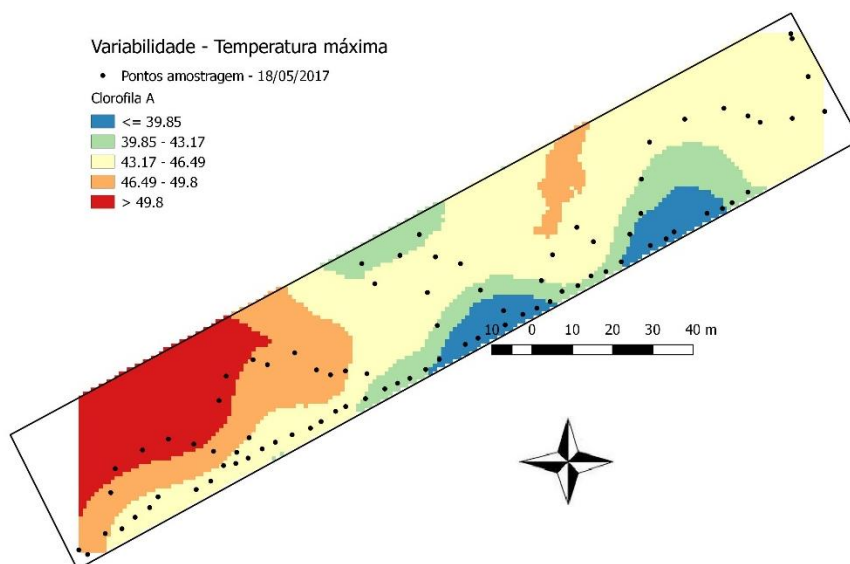 Variabilidade - Temperatura máxima
Pontos amostragem - 18/05/2017
Clorofila A
<= 39.85
39.85 - 43.17
43.17 - 46.49
46.49 - 49.8
> 49.8
10 0 10 20 30 40 m